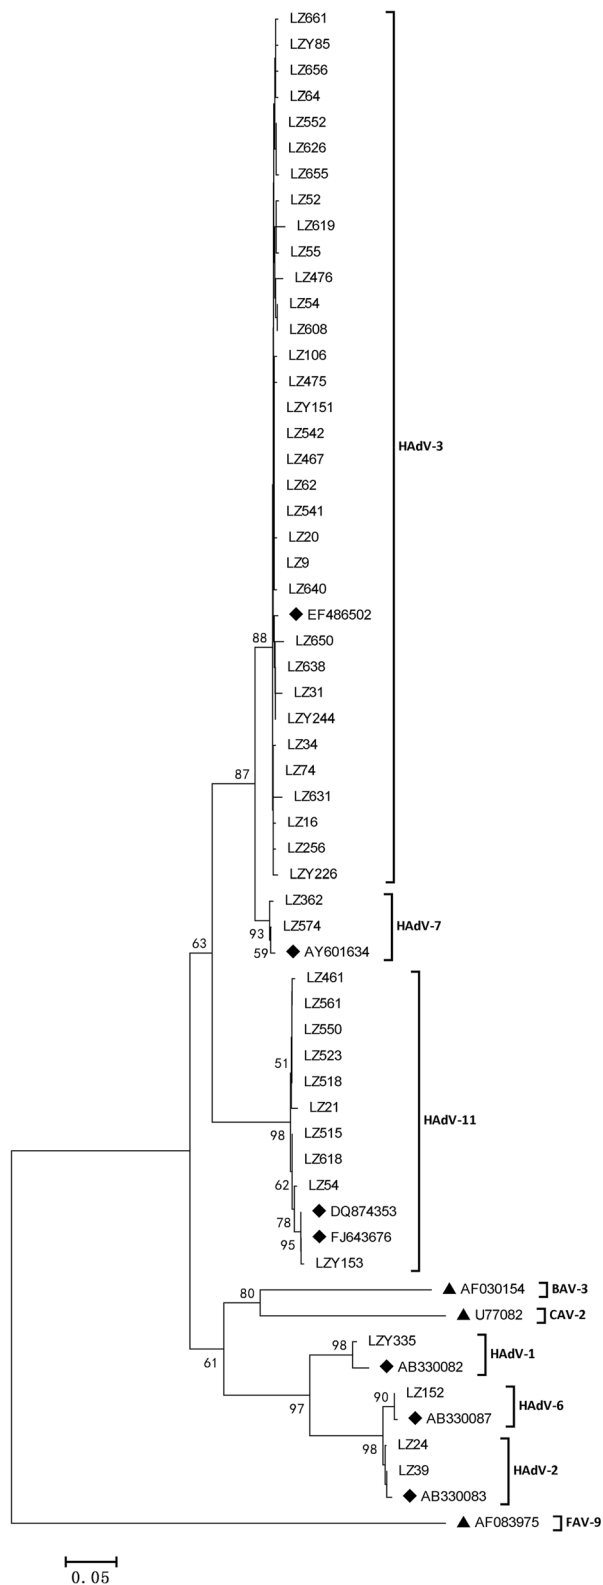 LZ661
LZY85
LZ656
LZ64
LZ552
LZ626
LZ655
LZ52
LZ619
LZ55
LZ476
LZ54
LZ608
LZ106
LZ475
LZY151
LZ542
HAdV-3
LZ467
LZ62
LZ541
LZ20
LZ9
LZ640
EF486502
88
LZ650
LZ638
LZ31
LZY244
LZ34
87
LZ74
LZ631
LZ16
LZ256
LZY226
LZ362
LZ574
HAdV-7
93
63
59
AY601634
LZ461
LZ561
LZ550
LZ523
51
LZ518
LZ21
HAdV-11
98
LZ515
LZ618
62
LZ54
DQ874353
78
FJ643676
95
LZY153
AF030154
BAV-3
80
U77082
CAV-2
98
LZY335
HAdV-1
61
AB330082
90
LZ152
HAdV-6
97
AB330087
98
LZ24
LZ39
HAdV-2
AB330083
AF083975
FAV-9
0.05